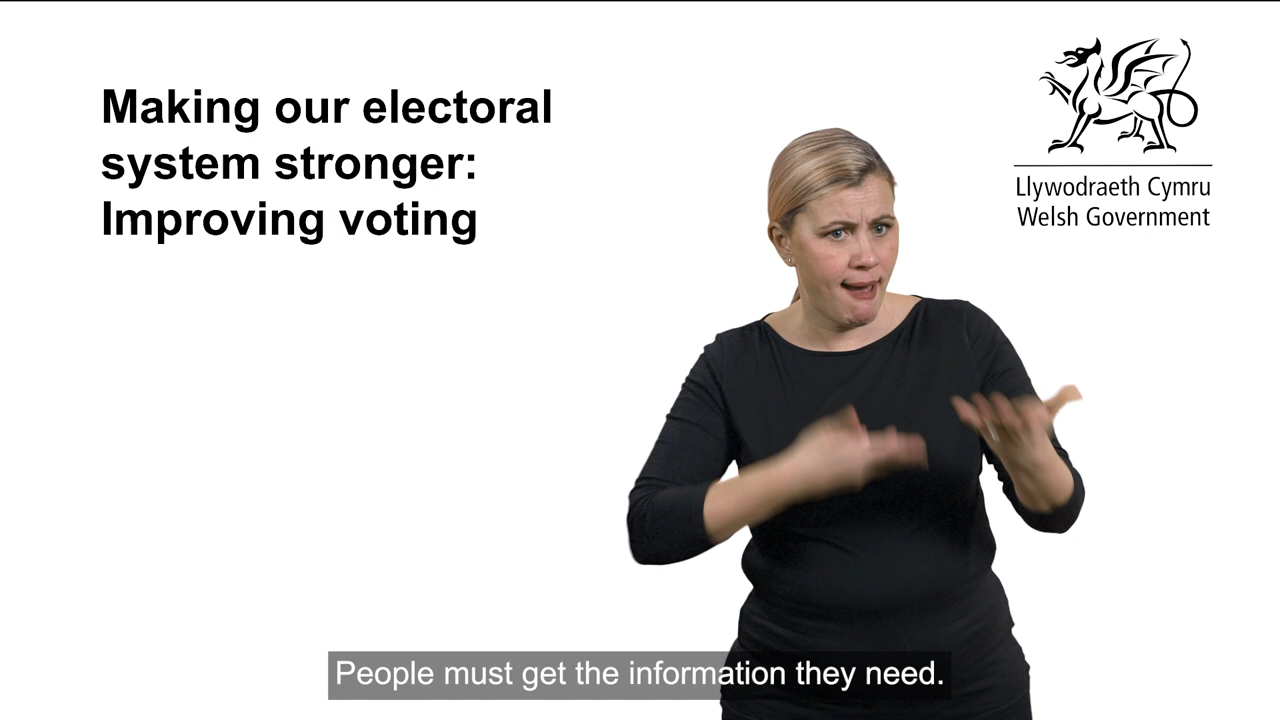 Making our electoral
system stronger:
Improving voting
Llywodraeth Cymru
Welsh Government
People must get the information they need.